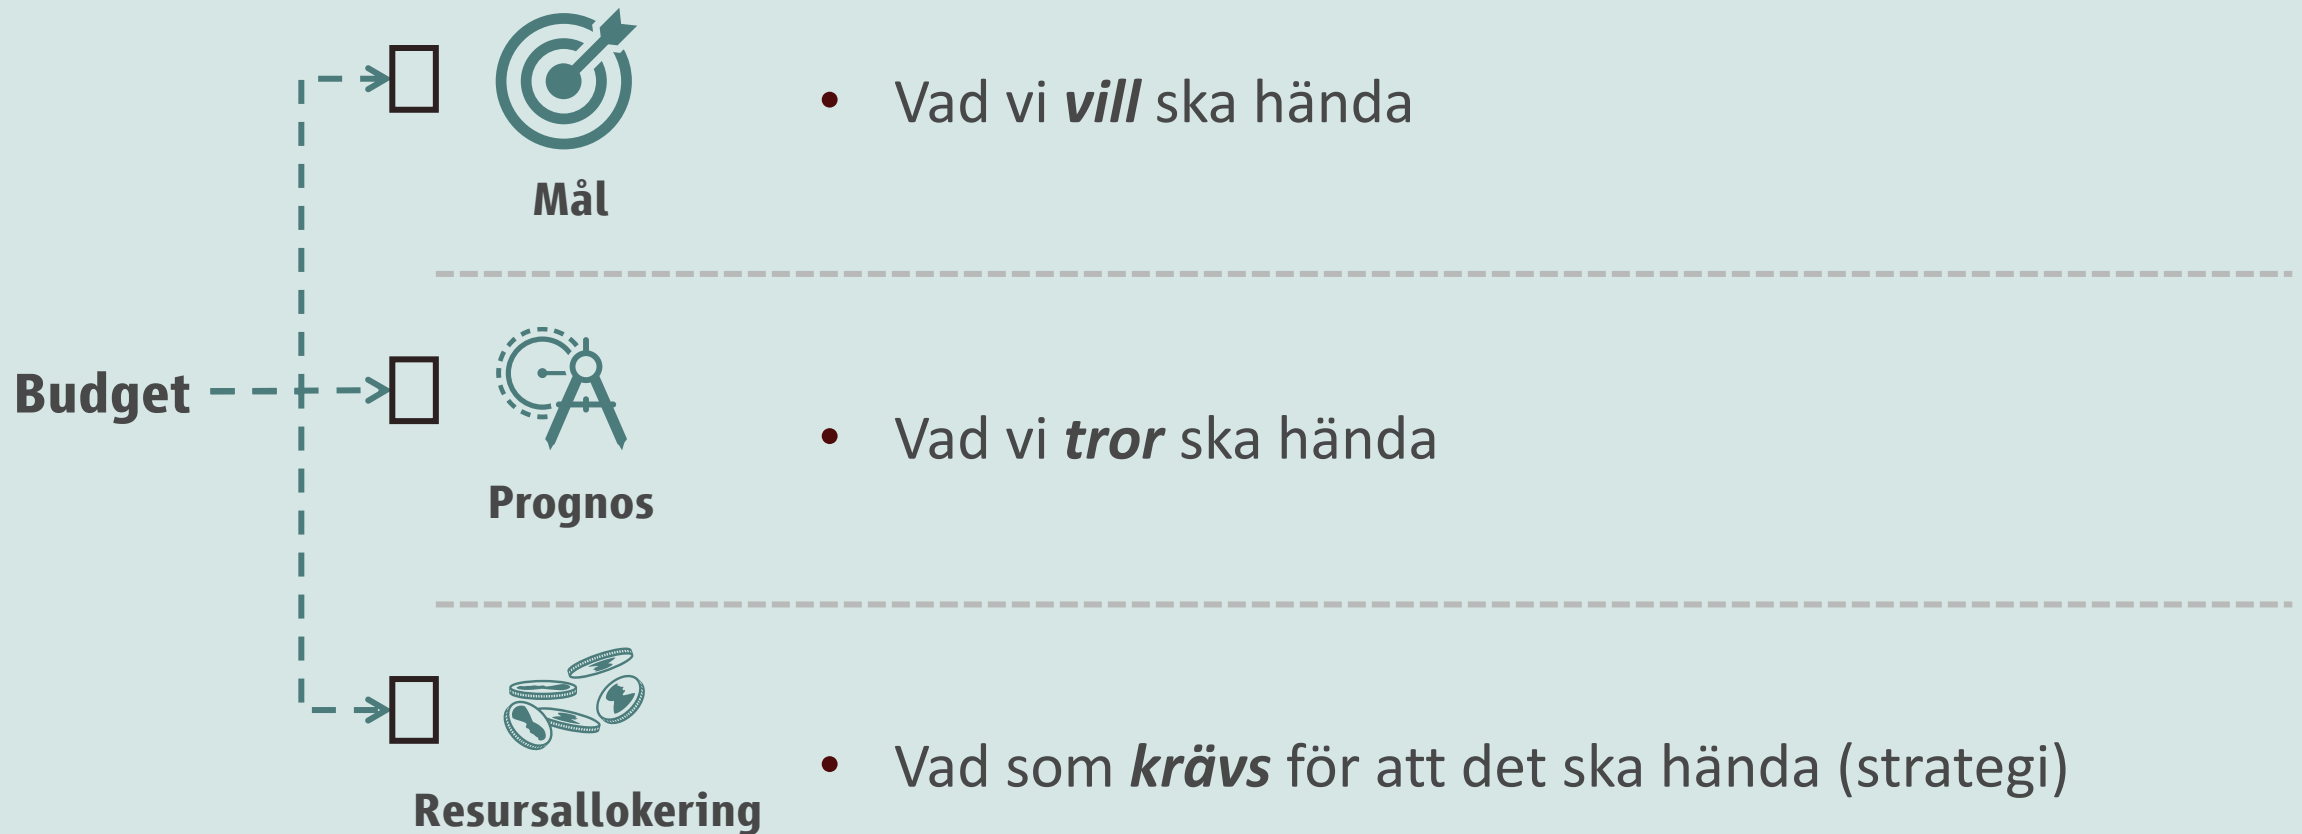 • Vad vi vill ska hända
Mål
Budget
• Vad vi tror ska hända
Prognos
• Vad som krävs för att det ska hända (strategi)
Resursallokering